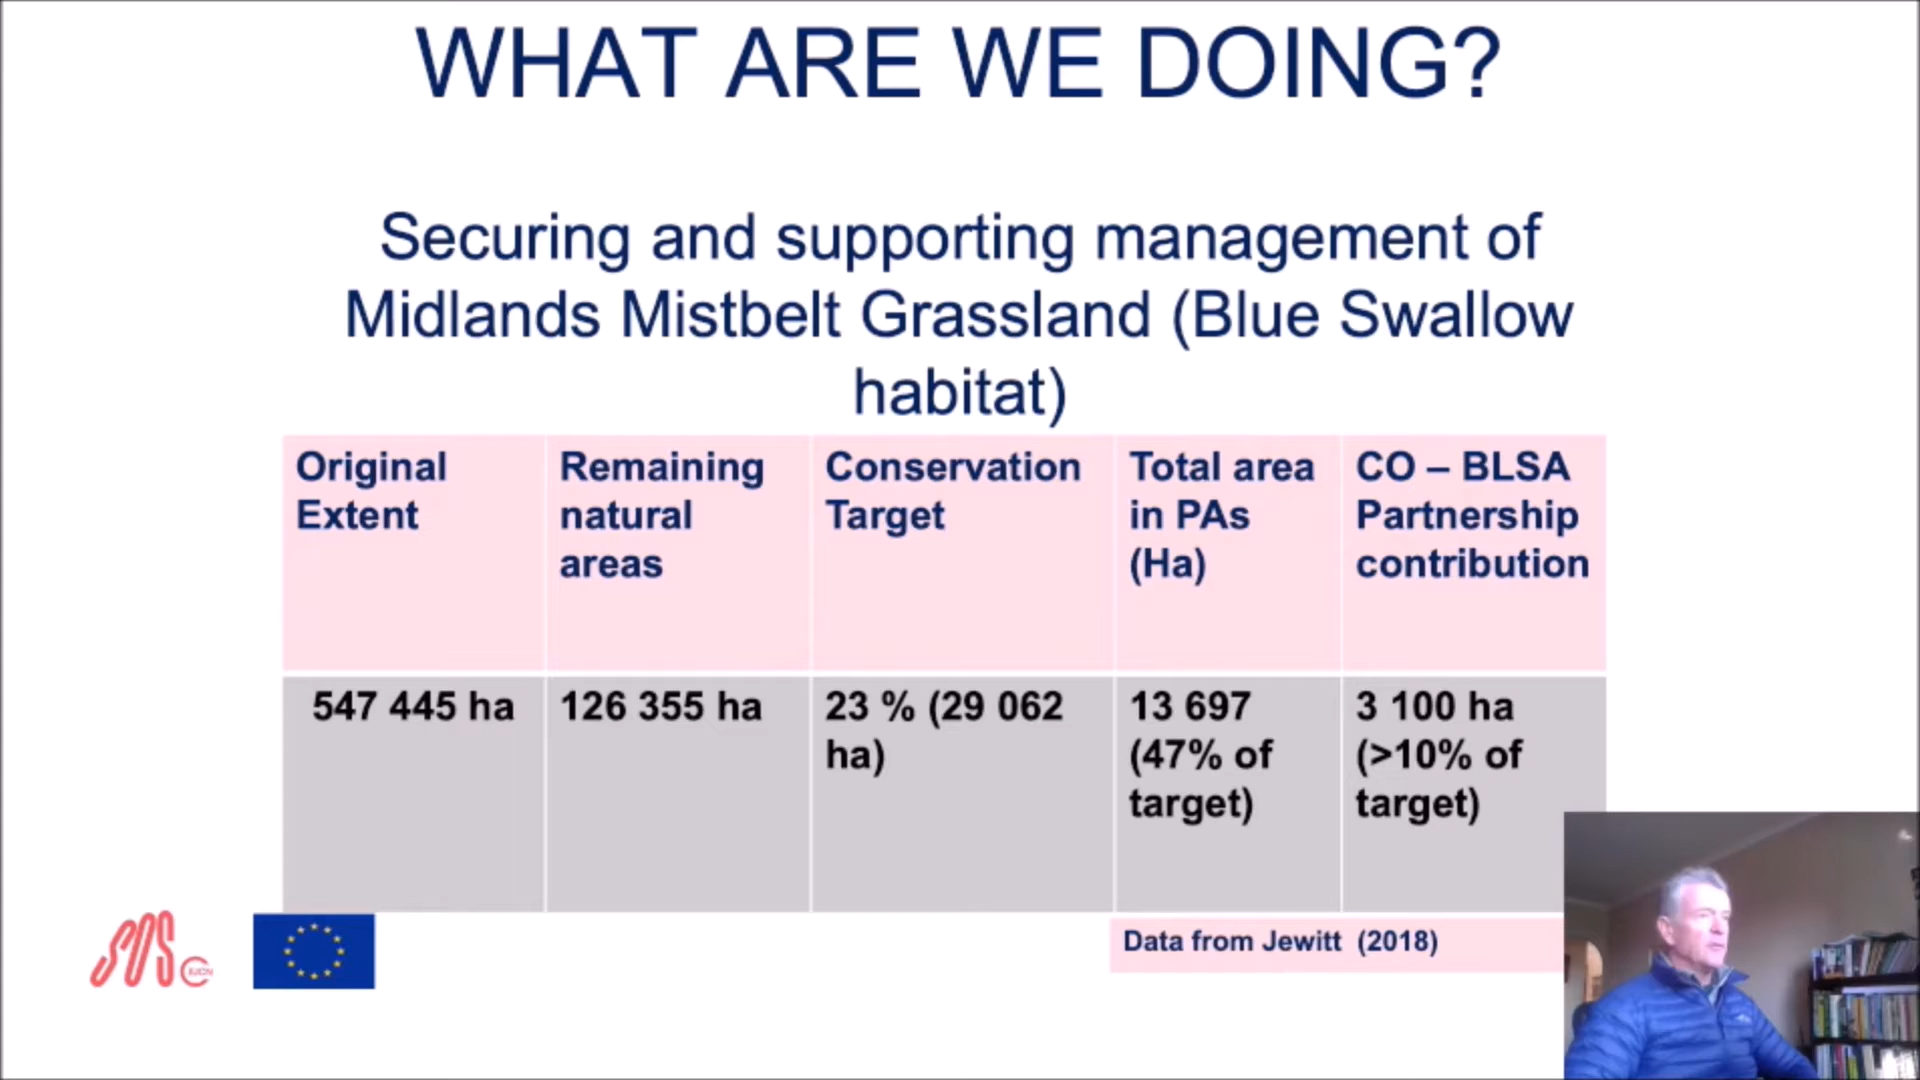 WHAT ARE WE DOING?
Securing and supporting management of
Midlands Mistbelt Grassland (Blue Swallow
habitat)
Original
Extent
Remaining
natural
areas
Conservation
Target
Total area
in PAs
(Ha)
CO – BLSA
Partnership
contribution
547 445 ha
126 355 ha
23 % (29 062
ha)
13 697
(47% of
target)
3 100 ha
(>10% of
target)
SOS
IUCN
Data from Jewitt (2018)